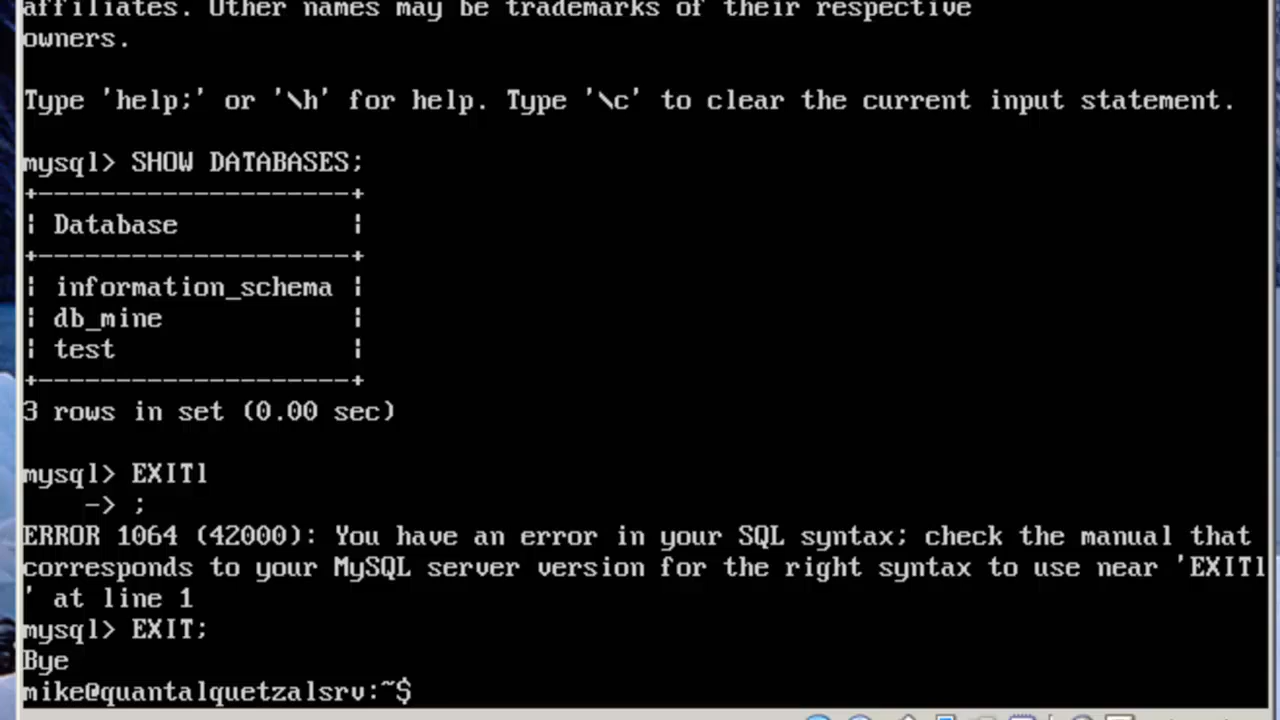 affiliates. Other names may be trademarks of their respective
owners.
Type 'help;' or '\h' for help. Type '\c' to clear the current input statement.
mysql> SHOW DATABASES;
+--------------------+
| Database           |
+--------------------+
| information_schema |
| db_mine            |
| test               |
+--------------------+
3 rows in set (0.00 sec)
mysql> EXITl
    -> ;
ERROR 1064 (42000): You have an error in your SQL syntax; check the manual that
corresponds to your MySQL server version for the right syntax to use near 'EXITl
' at line 1
mysql> EXIT;
Bye
mike@quantalquetzalsrv:~$